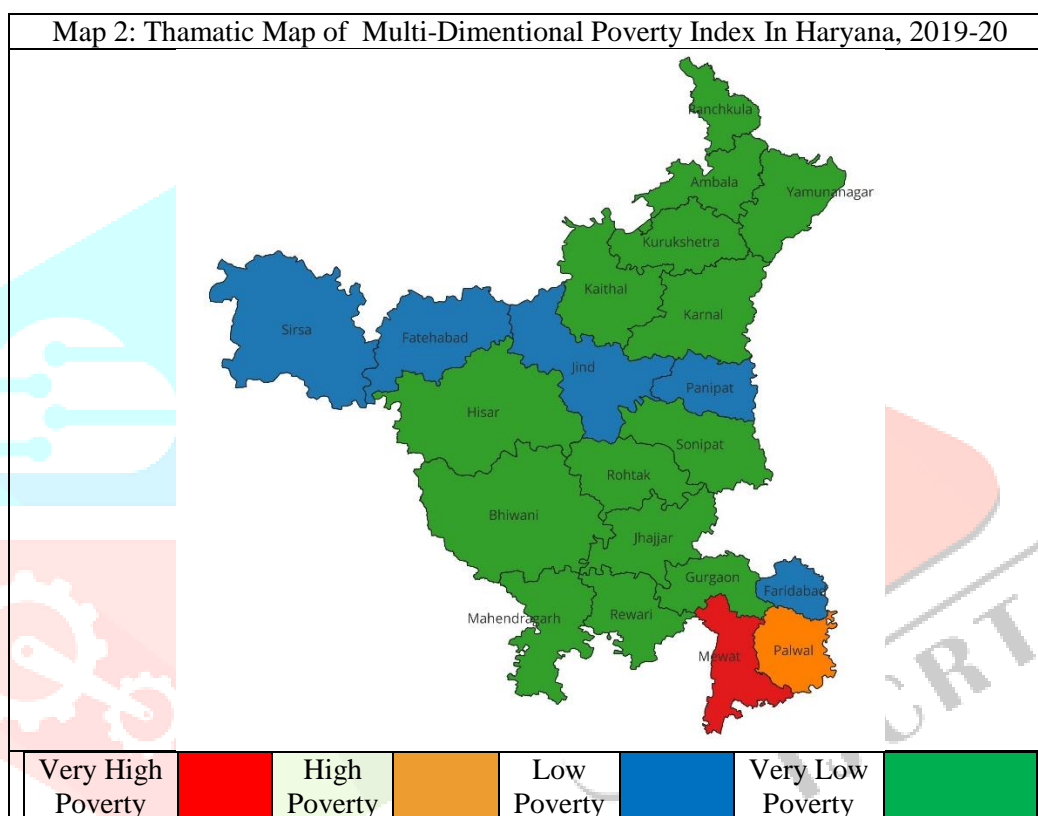 Map 2: Thamatic Map of Multi-Dimentional Poverty Index In Haryana, 2019-20
Panchkula
Ambala
Yamunanagar
Kurukshetra
Kaithal
Karnal
Sirsa
Fatehabad
Jind
Panipat
Hisar
Sonipat
Rohtak
Bhiwani
Jhajjar
Gurgaon
Faridabad
Mahendragarh
Rewari
Mewat
Palwal
Very High
Poverty
High
Poverty
Low
Poverty
Very Low
Poverty